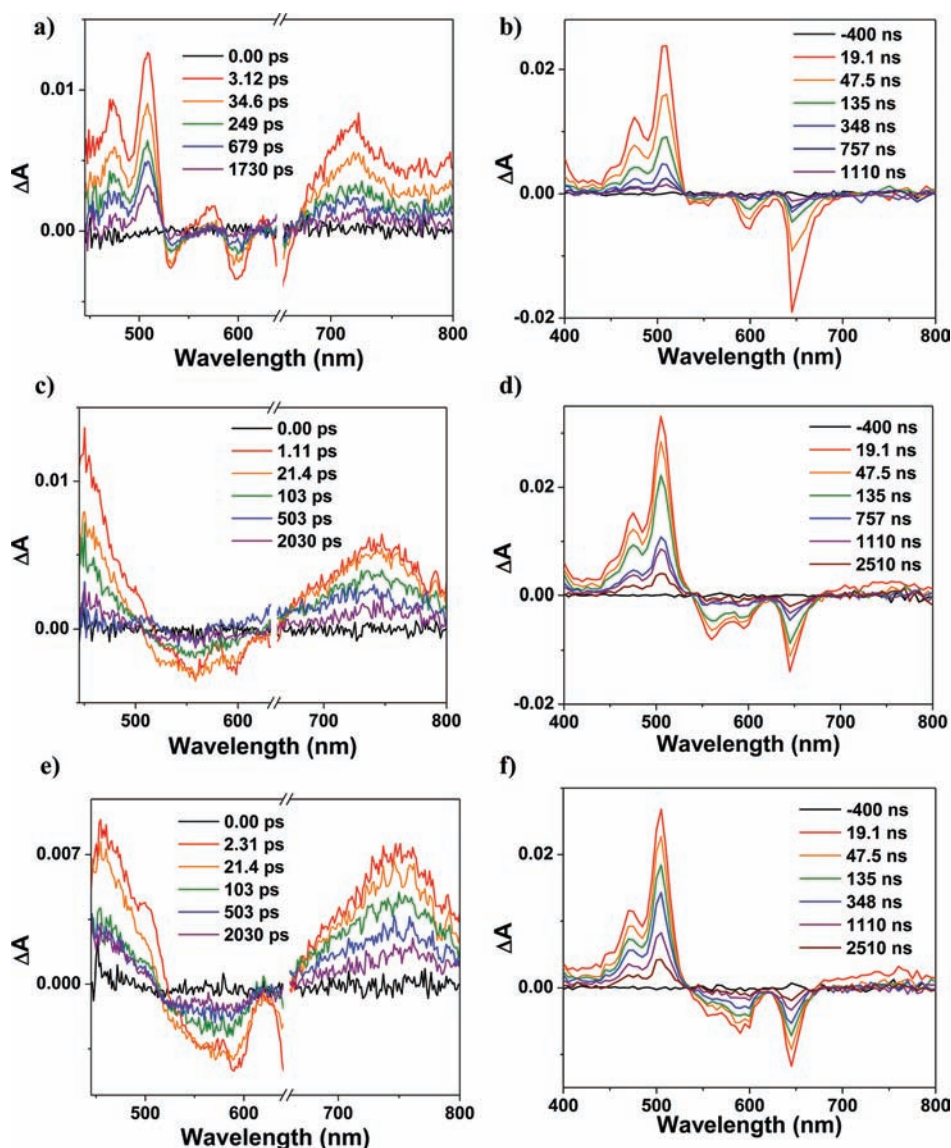 a)
0.00 ps
3.12 ps
34.6 ps
249 ps
679 ps
1730 ps
0.01
0.00
ΔA
500 600 700 800
Wavelength (nm)
b)
-400 ns
19.1 ns
47.5 ns
135 ns
348 ns
757 ns
1110 ns
0.02
0.00
-0.02
ΔA
400 500 600 700 800
Wavelength (nm)
c)
0.00 ps
1.11 ps
21.4 ps
103 ps
503 ps
2030 ps
0.01
0.00
ΔA
500 600 700 800
Wavelength (nm)
d)
-400 ns
19.1 ns
47.5 ns
135 ns
757 ns
1110 ns
2510 ns
0.02
0.00
-0.02
ΔA
400 500 600 700 800
Wavelength (nm)
e)
0.00 ps
2.31 ps
21.4 ps
103 ps
503 ps
2030 ps
0.007
0.000
ΔA
500 600 700 800
Wavelength (nm)
f)
-400 ns
19.1 ns
47.5 ns
135 ns
348 ns
1110 ns
2510 ns
0.02
0.00
ΔA
400 500 600 700 800
Wavelength (nm)